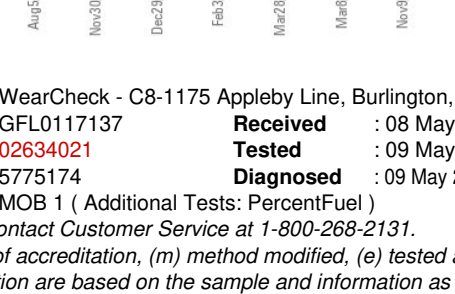 Aug5 Nov30 Dec29 Feb3 Mar28 Mar8 Nov9
WearCheck - C8-1175 Appleby Line, Burlington,
GFL0117137 Received : 08 May
02634021 Tested : 09 May
5775174 Diagnosed : 09 May
MOB 1 ( Additional Tests: PercentFuel )
ontact Customer Service at 1-800-268-2131.
of accreditation, (m) method modified, (e) tested
tion are based on the sample and information as